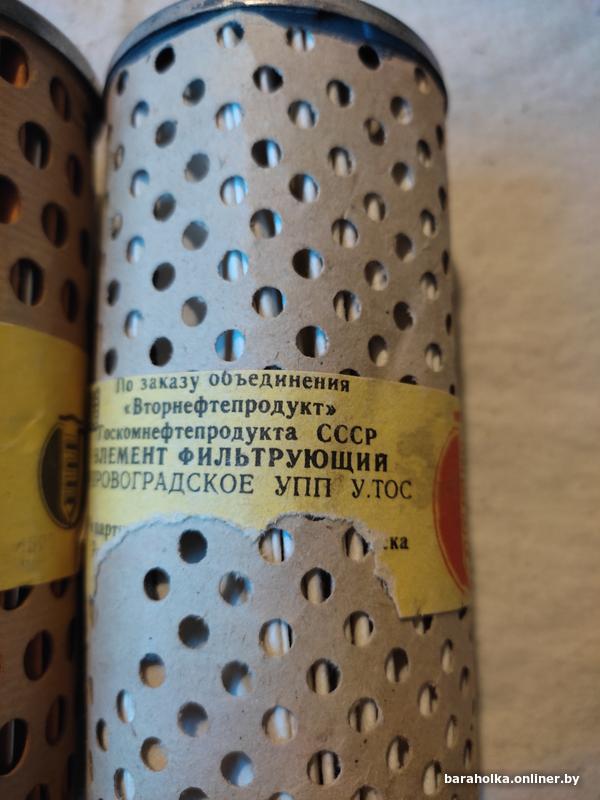 По заказу объединения
«Вторнефтепродукт»
Госкомнефтепродукта СССР
ЭЛЕМЕНТ ФИЛЬТРУЮЩИЙ
РОВОГРАДСКОЕ УПП У.ТОС
baraholka.onliner.by